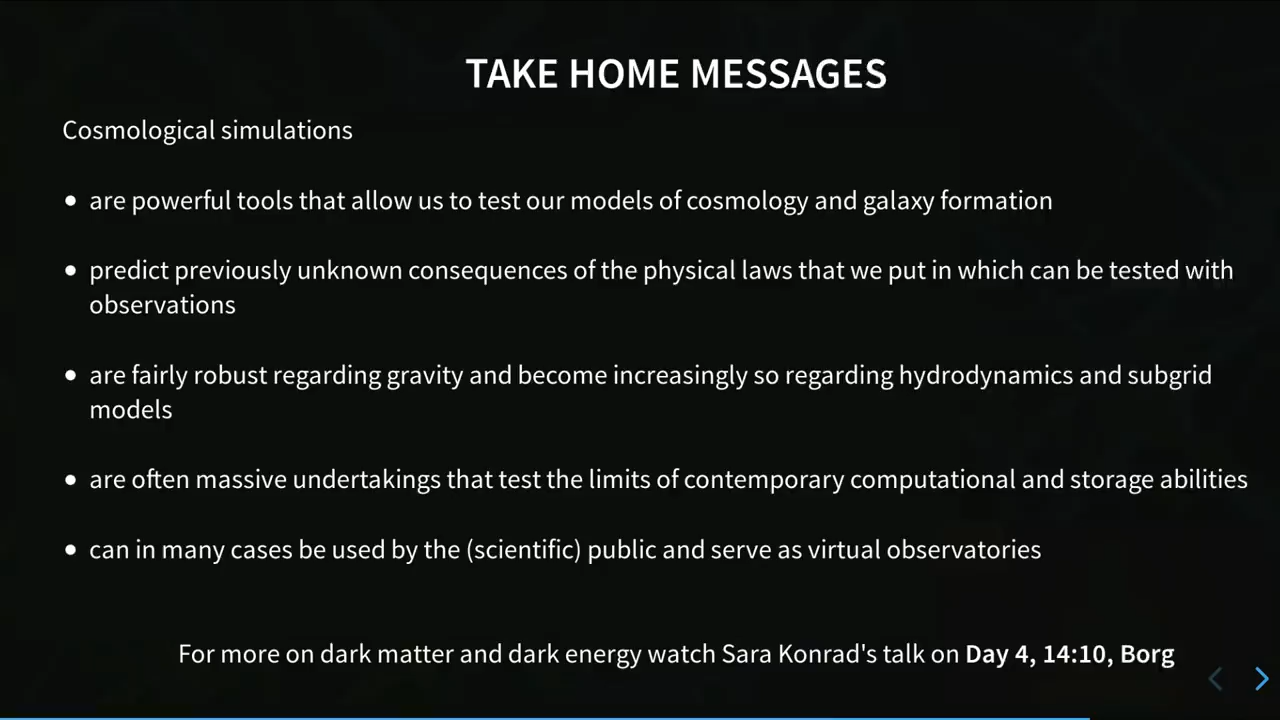 TAKE HOME MESSAGES
Cosmological simulations
• are powerful tools that allow us to test our models of cosmology and galaxy formation
• predict previously unknown consequences of the physical laws that we put in which can be tested with
observations
• are fairly robust regarding gravity and become increasingly so regarding hydrodynamics and subgrid
models
• are often massive undertakings that test the limits of contemporary computational and storage abilities
• can in many cases be used by the (scientific) public and serve as virtual observatories
For more on dark matter and dark energy watch Sara Konrad's talk on Day 4, 14:10, Borg